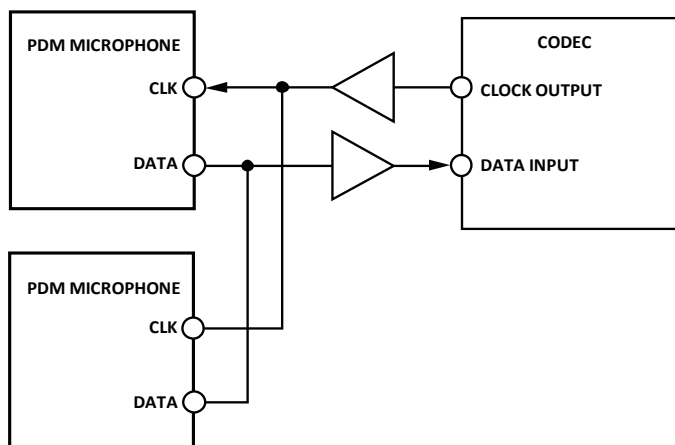 PDM MICROPHONE
CLK
DATA
CODEC
CLOCK OUTPUT
DATA INPUT
PDM MICROPHONE
CLK
DATA